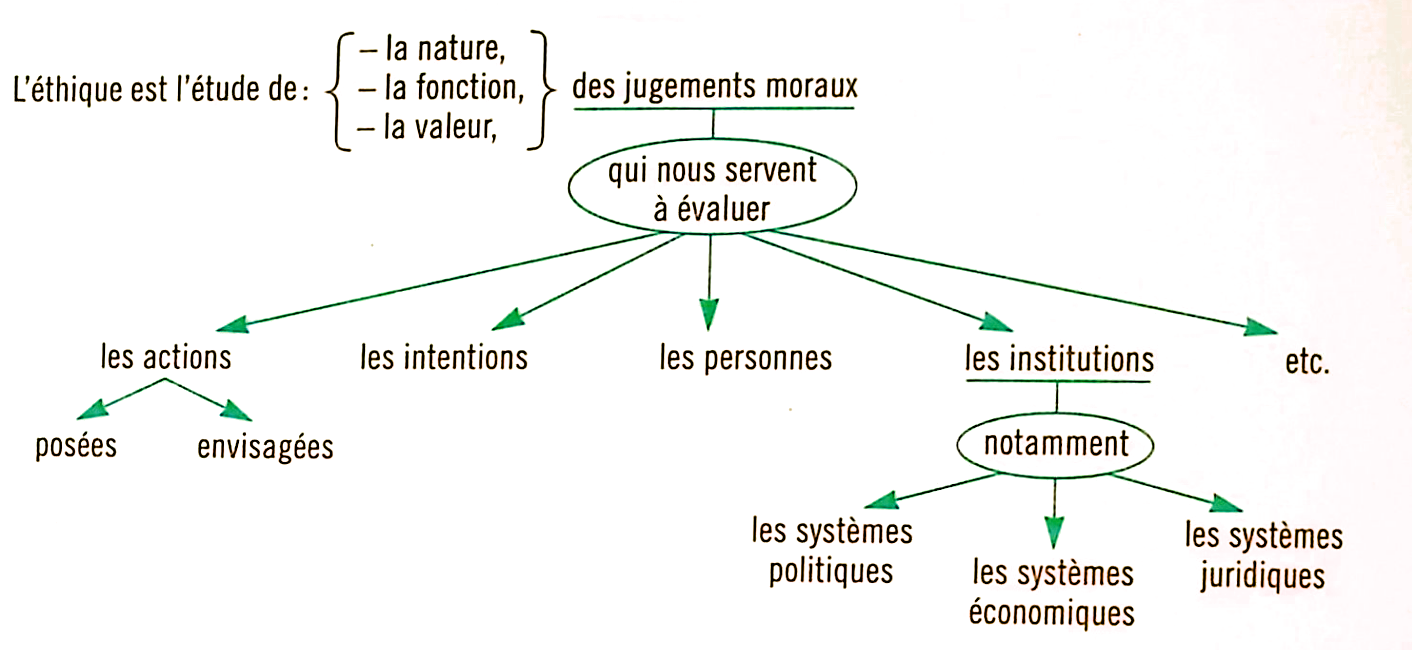 L'éthique est l'étude de :
– la nature,
– la fonction,
– la valeur,
des jugements moraux
qui nous servent
à évaluer
les actions
les intentions
les personnes
les institutions
etc.
posées
envisagées
notamment
les systèmes
politiques
les systèmes
économiques
les systèmes
juridiques